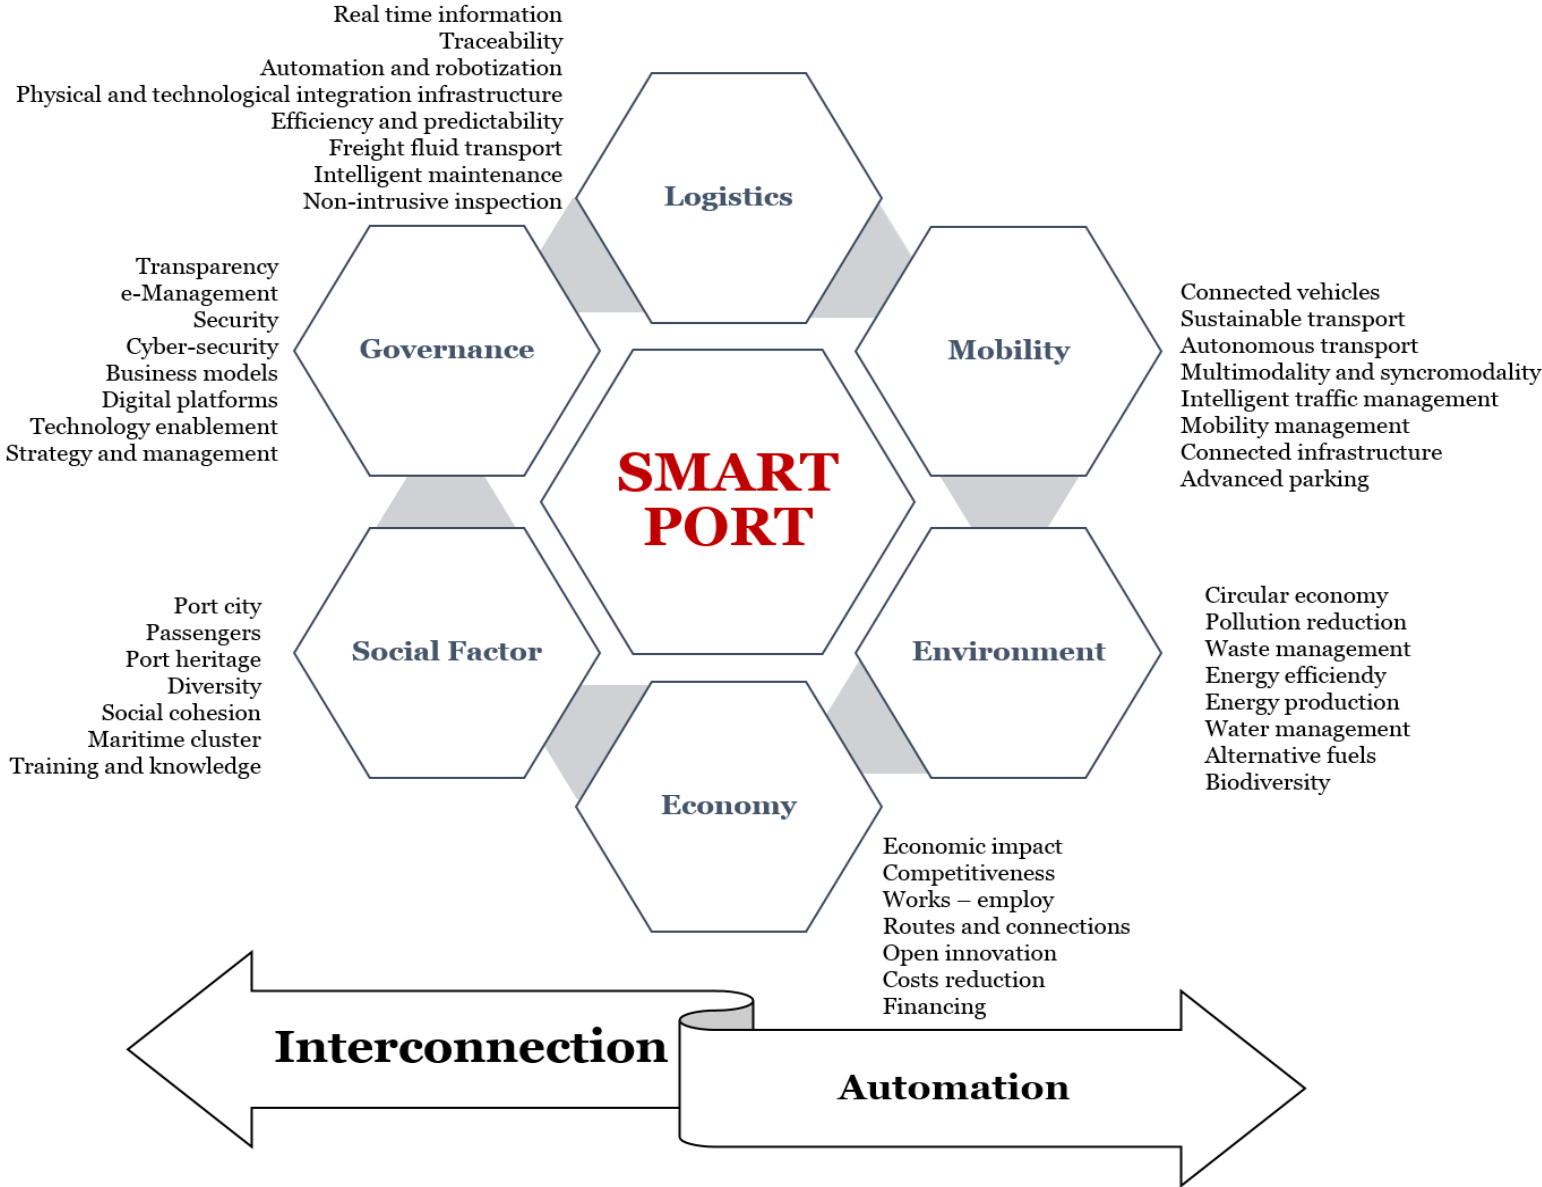 Real time information
Traceability
Automation and robotization
Physical and technological integration infrastructure
Efficiency and predictability
Freight fluid transport
Intelligent maintenance
Non-intrusive inspection
Logistics
Transparency
e-Management
Security
Cyber-security
Business models
Digital platforms
Technology enablement
Strategy and management
Governance
Mobility
Connected vehicles
Sustainable transport
Autonomous transport
Multimodality and syncromodality
Intelligent traffic management
Mobility management
Connected infrastructure
Advanced parking
SMART
PORT
Port city
Passengers
Port heritage
Diversity
Social cohesion
Maritime cluster
Training and knowledge
Social Factor
Environment
Circular economy
Pollution reduction
Waste management
Energy efficiendy
Energy production
Water management
Alternative fuels
Biodiversity
Economy
Economic impact
Competitiveness
Works – employ
Routes and connections
Open innovation
Costs reduction
Financing
Interconnection
Automation